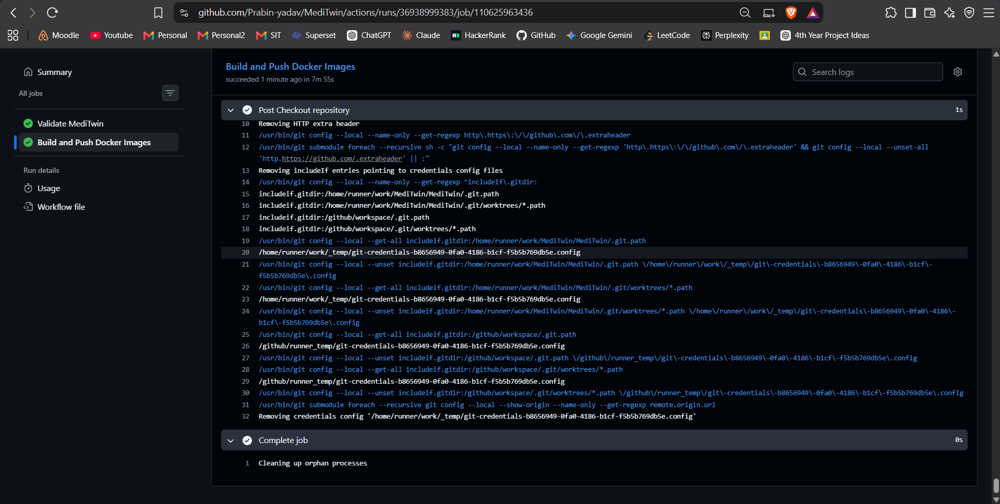 github.com/Prabin-yadav/MediTwin/actions/runs/36938999383/job/110625963436
Moodle
Youtube
Personal
Personal2
SIT
Superset
ChatGPT
Claude
HackerRank
GitHub
Google Gemini
LeetCode
Perplexity
4th Year Project Ideas
Summary
All jobs
Validate MediTwin
Build and Push Docker Images
Run details
Usage
Workflow file
Build and Push Docker Images
succeeded 1 minute ago in 7m 55s
Search logs
Post Checkout repository 1s
10 Removing HTTP extra header
11 /usr/bin/git config --local --name-only --get-regexp http\.https\:\/\/github\.com\/\.extraheader
12 /usr/bin/git submodule foreach --recursive sh -c "git config --local --name-only --get-regexp 'http\.https\:\/\/github\.com\/\.extraheader' && git config --local --unset-all
'http.https://github.com/.extraheader' || :"
13 Removing includeIf entries pointing to credentials config files
14 /usr/bin/git config --local --name-only --get-regexp ^includeIf\.gitdir:
15 includeif.gitdir:/home/runner/work/MediTwin/MediTwin/.git.path
16 includeif.gitdir:/home/runner/work/MediTwin/MediTwin/.git/worktrees/*.path
17 includeif.gitdir:/github/workspace/.git.path
18 includeif.gitdir:/github/workspace/.git/worktrees/*.path
19 /usr/bin/git config --local --get-all includeif.gitdir:/home/runner/work/MediTwin/MediTwin/.git.path
20 /home/runner/work/_temp/git-credentials-b8656949-0fa0-4186-b1cf-f5b5b769db5e.config
21 /usr/bin/git config --local --unset includeif.gitdir:/home/runner/work/MediTwin/MediTwin/.git.path \/home\/runner\/work\/_temp\/git\-credentials\-b8656949\-0fa0\-4186\-b1cf\-
f5b5b769db5e\.config
22 /usr/bin/git config --local --get-all includeif.gitdir:/home/runner/work/MediTwin/MediTwin/.git/worktrees/*.path
23 /home/runner/work/_temp/git-credentials-b8656949-0fa0-4186-b1cf-f5b5b769db5e.config
24 /usr/bin/git config --local --unset includeif.gitdir:/home/runner/work/MediTwin/MediTwin/.git/worktrees/*.path \/home\/runner\/work\/_temp\/git\-credentials\-b8656949\-0fa0\-4186\-
b1cf\-f5b5b769db5e\.config
25 /usr/bin/git config --local --get-all includeif.gitdir:/github/workspace/.git.path
26 /github/runner_temp/git-credentials-b8656949-0fa0-4186-b1cf-f5b5b769db5e.config
27 /usr/bin/git config --local --unset includeif.gitdir:/github/workspace/.git.path \/github\/runner_temp\/git\-credentials\-b8656949\-0fa0\-4186\-b1cf\-f5b5b769db5e\.config
28 /usr/bin/git config --local --get-all includeif.gitdir:/github/workspace/.git/worktrees/*.path
29 /github/runner_temp/git-credentials-b8656949-0fa0-4186-b1cf-f5b5b769db5e.config
30 /usr/bin/git config --local --unset includeif.gitdir:/github/workspace/.git/worktrees/*.path \/github\/runner_temp\/git\-credentials\-b8656949\-0fa0\-4186\-b1cf\-f5b5b769db5e\.config
31 /usr/bin/git submodule foreach --recursive git config --local --show-origin --name-only --get-regexp remote.origin.url
32 Removing credentials config '/home/runner/work/_temp/git-credentials-b8656949-0fa0-4186-b1cf-f5b5b769db5e.config'
Complete job 0s
1 Cleaning up orphan processes